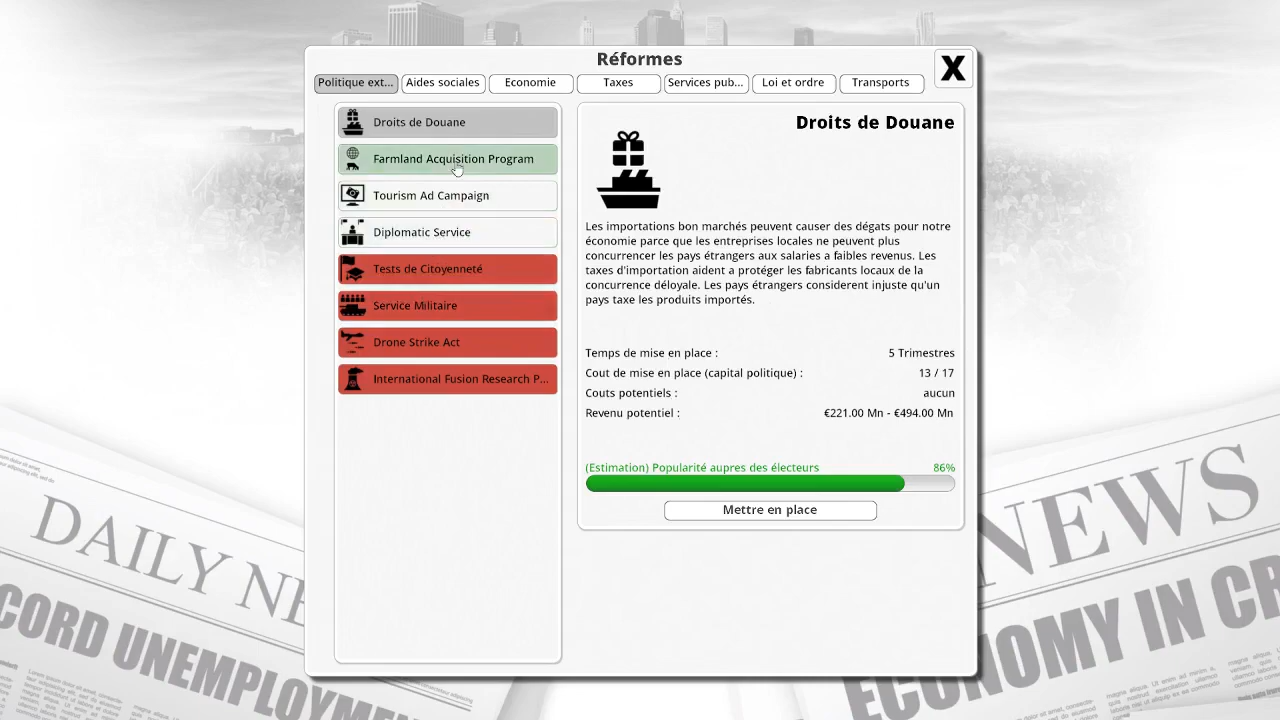 Réformes
X
Politique ext...
Aides sociales
Economie
Taxes
Services pub...
Loi et ordre
Transports
Droits de Douane
Farmland Acquisition Program
Tourism Ad Campaign
Diplomatic Service
Tests de Citoyenneté
Service Militaire
Drone Strike Act
International Fusion Research P...
Droits de Douane
Les importations bon marchés peuvent causer des dégats pour notre
économie parce que les entreprises locales ne peuvent plus
concurrencer les pays étrangers aux salaries a faibles revenus. Les
taxes d'importation aident a protéger les fabricants locaux de la
concurrence déloyale. Les pays étrangers considerent injuste qu'un
pays taxe les produits importés.
Temps de mise en place : 5 Trimestres
Cout de mise en place (capital politique) : 13 / 17
Couts potentiels : aucun
Revenu potentiel : €221.00 Mn - €494.00 Mn
(Estimation) Popularité aupres des électeurs 86%
Mettre en place
DAILY NE
CORD UNEMPLOYM
NEWS
ECONOMY IN CR